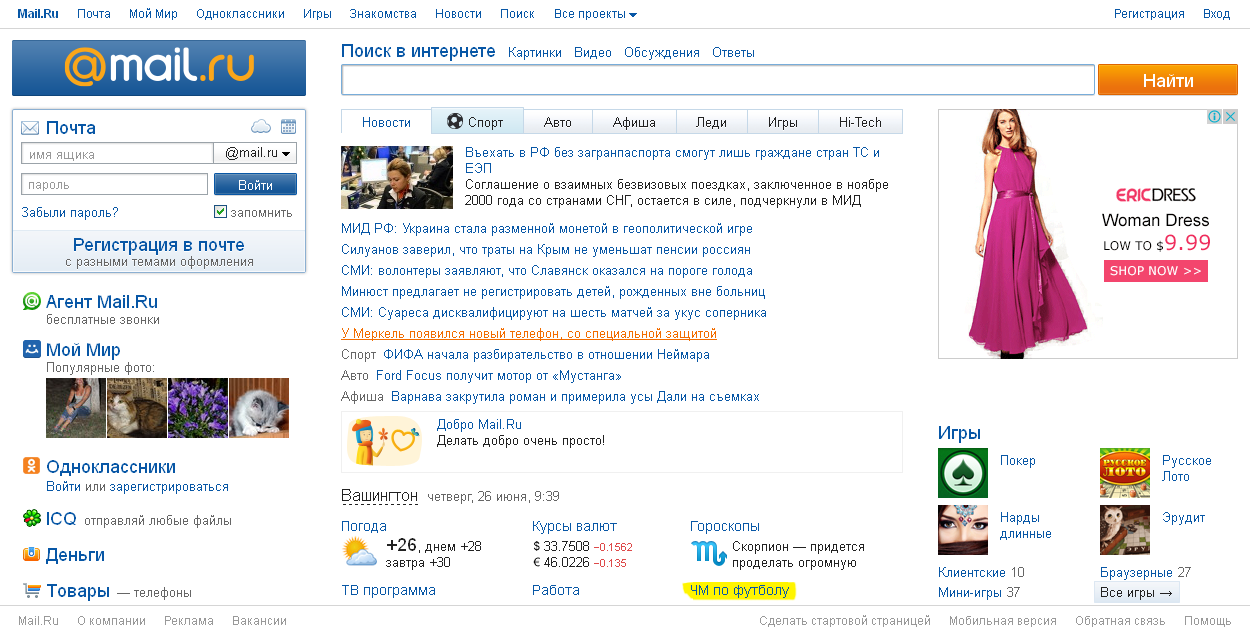 Mail.Ru Почта Мой Мир Одноклассники Игры Знакомства Новости Поиск Все проекты Регистрация Вход
@mail.ru
Почта
имя ящика @mail.ru
пароль Войти
Забыли пароль? запомнить
Регистрация в почте
с разными темами оформления
Агент Mail.Ru
бесплатные звонки
Мой Мир
Популярные фото:
Одноклассники
Войти или зарегистрироваться
ICQ отправляй любые файлы
Деньги
Товары — телефоны
Поиск в интернете Картинки Видео Обсуждения Ответы
Найти
Новости Спорт Авто Афиша Леди Игры Hi-Tech
Въехать в РФ без загранпаспорта смогут лишь граждане стран ТС и
ЕЭП
Соглашение о взаимных безвизовых поездках, заключенное в ноябре
2000 года со странами СНГ, остается в силе, подчеркнули в МИД
МИД РФ: Украина стала разменной монетой в геополитической игре
Силуанов заверил, что траты на Крым не уменьшат пенсии россиян
СМИ: волонтеры заявляют, что Славянск оказался на пороге голода
Минюст предлагает не регистрировать детей, рожденных вне больниц
СМИ: Суареса дисквалифицируют на шесть матчей за укус соперника
У Меркель появился новый телефон, со специальной защитой
Спорт ФИФА начала разбирательство в отношении Неймара
Авто Ford Focus получит мотор от «Мустанга»
Афиша Варнава закрутила роман и примерила усы Дали на съемках
Добро Mail.Ru
Делать добро очень просто!
Вашингтон четверг, 26 июня, 9:39
Погода Курсы валют Гороскопы
+26, днем +28 $ 33.7508 −0.1562 Скорпион — придется
завтра +30 € 46.0226 −0.135 проделать огромную
ТВ программа Работа ЧМ по футболу
ERICDRESS
Woman Dress
LOW TO $9.99
SHOP NOW >>
Игры
Покер
РУССКОЕ
ЛОТО
Русское
Лото
Нарды
длинные
Эрудит
Клиентские 10 Браузерные 27
Мини-игры 37 Все игры →
Mail.Ru О компании Реклама Вакансии Сделать стартовой страницей Мобильная версия Обратная связь Помощь